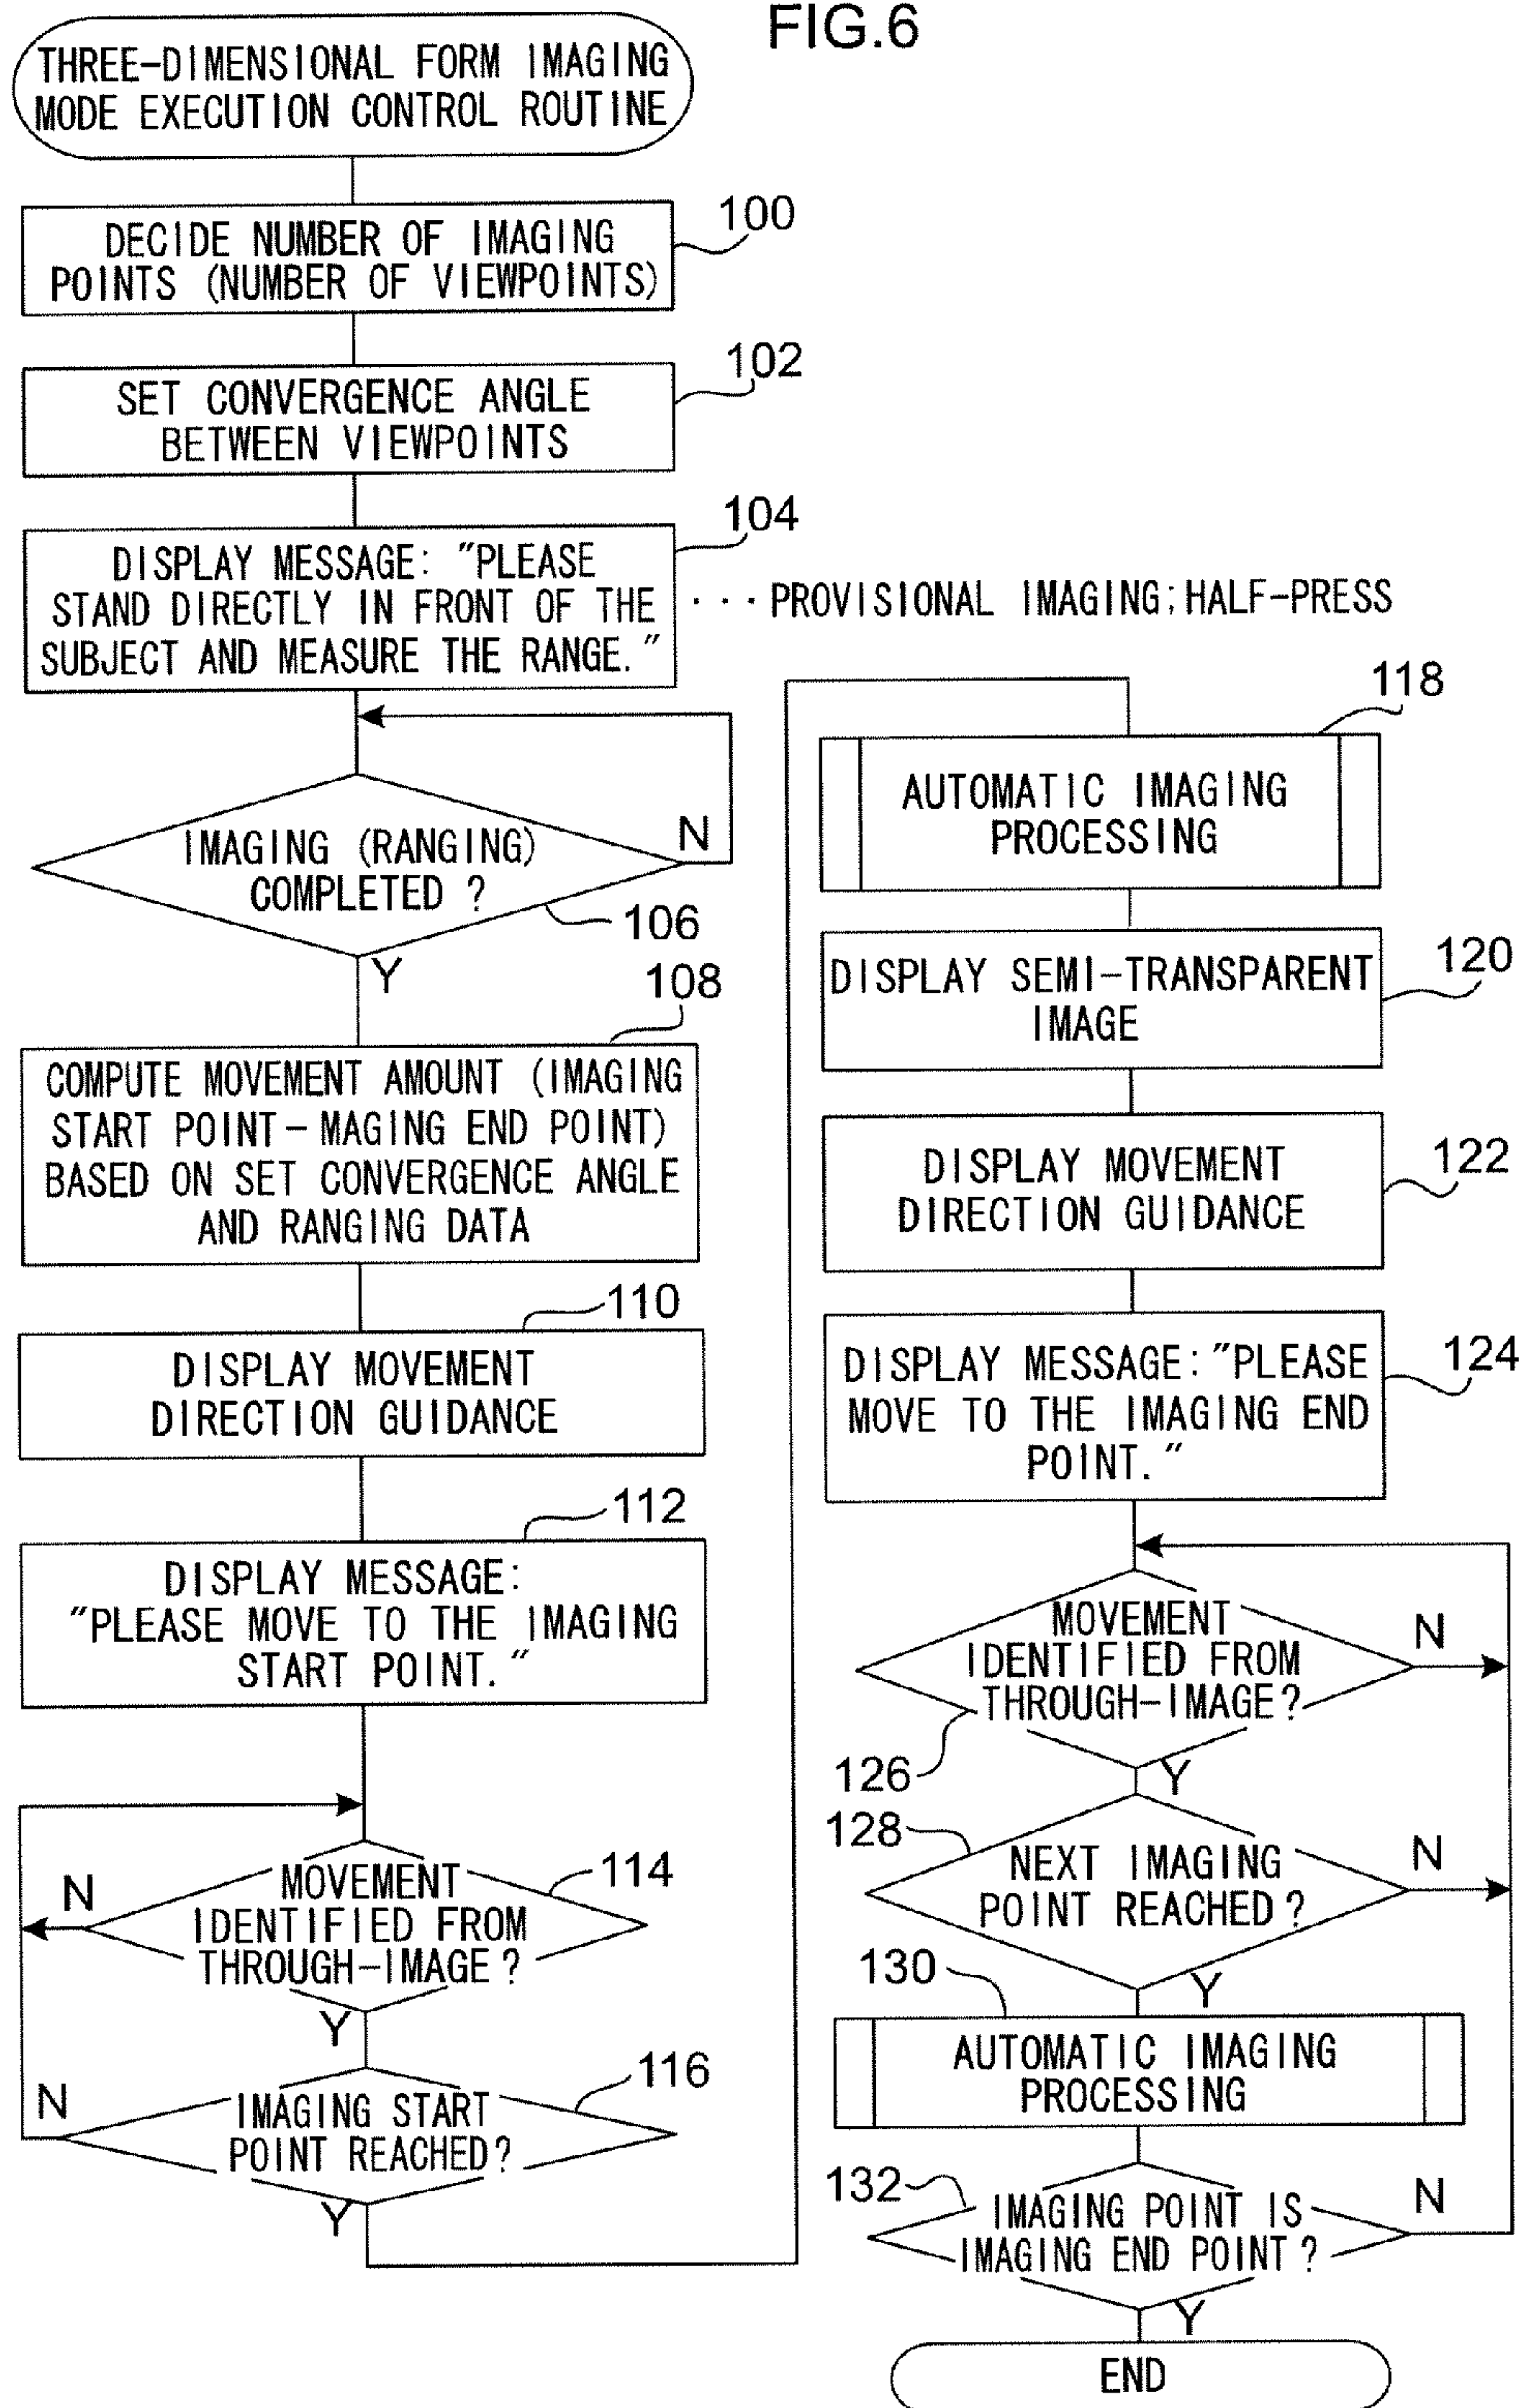 FIG.6
THREE-DIMENSIONAL FORM IMAGING
MODE EXECUTION CONTROL ROUTINE
100
DECIDE NUMBER OF IMAGING
POINTS (NUMBER OF VIEWPOINTS)
102
SET CONVERGENCE ANGLE
BETWEEN VIEWPOINTS
104
DISPLAY MESSAGE: "PLEASE
STAND DIRECTLY IN FRONT OF THE
SUBJECT AND MEASURE THE RANGE."
··· PROVISIONAL IMAGING;HALF-PRESS
IMAGING (RANGING)
COMPLETED ?
N
106
Y
108
COMPUTE MOVEMENT AMOUNT (IMAGING
START POINT-MAGING END POINT)
BASED ON SET CONVERGENCE ANGLE
AND RANGING DATA
110
DISPLAY MOVEMENT
DIRECTION GUIDANCE
112
DISPLAY MESSAGE:
"PLEASE MOVE TO THE IMAGING
START POINT."
N
114
MOVEMENT
IDENTIFIED FROM
THROUGH-IMAGE?
Y
116
N
IMAGING START
POINT REACHED?
Y
118
AUTOMATIC IMAGING
PROCESSING
120
DISPLAY SEMI-TRANSPARENT
IMAGE
122
DISPLAY MOVEMENT
DIRECTION GUIDANCE
124
DISPLAY MESSAGE:"PLEASE
MOVE TO THE IMAGING END
POINT."
MOVEMENT
IDENTIFIED FROM
THROUGH-IMAGE?
N
126
Y
128
NEXT IMAGING
POINT REACHED?
N
130
Y
AUTOMATIC IMAGING
PROCESSING
132
IMAGING POINT IS
IMAGING END POINT?
N
Y
END